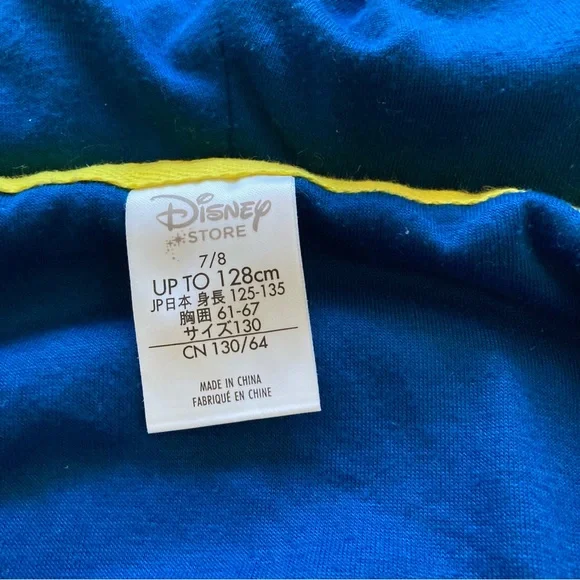 Disney
STORE
7/8
UP TO 128cm
JP日本 身長 125-135
胸囲 61-67
サイズ130
CN 130/64
MADE IN CHINA
FABRIQUÉ EN CHINE